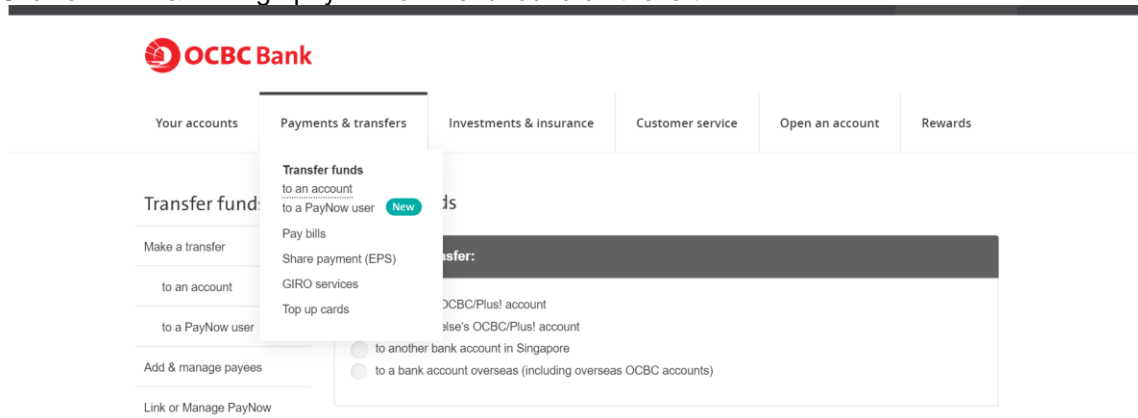 OCBC Bank
Your accounts
Payments & transfers
Investments & insurance
Customer service
Open an account
Rewards
Transfer funds
to an account
to a PayNow user New
Pay bills
Share payment (EPS)
GIRO services
Top up cards
Transfer fund
Make a transfer
to an account
to a PayNow user
Add & manage payees
Link or Manage PayNow
ds
nsfer:
OCBC/Plus! account
else's OCBC/Plus! account
to another bank account in Singapore
to a bank account overseas (including overseas OCBC accounts)